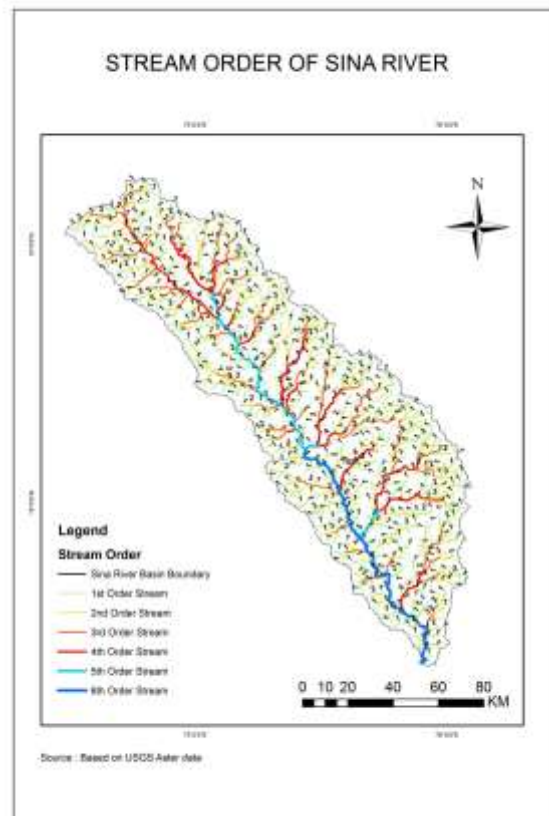 STREAM ORDER OF SINA RIVER
N
Legend
Stream Order
Sina River Basin Boundary
1st Order Stream
2nd Order Stream
3rd Order Stream
4th Order Stream
5th Order Stream
6th Order Stream
0 10 20 40 60 80
KM
Source : Based on USGS Aster data